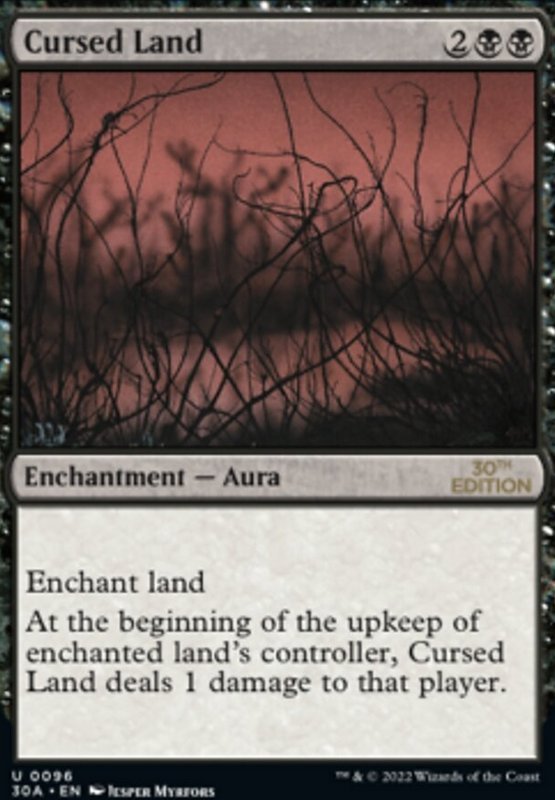 Cursed Land 2
Enchantment — Aura
30TH
EDITION
Enchant land
At the beginning of the upkeep of
enchanted land's controller, Cursed
Land deals 1 damage to that player.
U 0096
30A • EN Jesper Myrfors
™ & © 2022 Wizards of the Coast